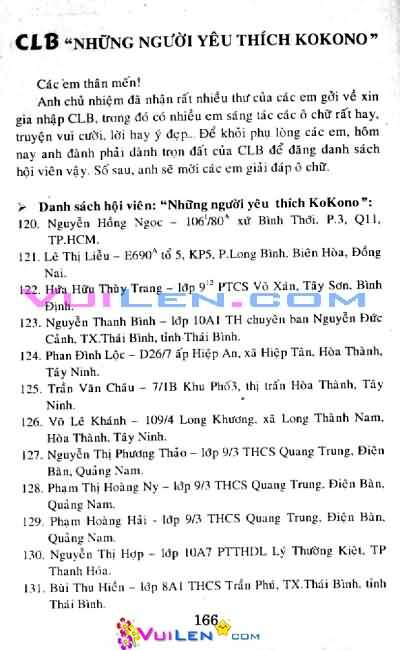 CLB "NHỮNG NGƯỜI YÊU THÍCH KOKONO"
Các em thân mến!
Anh chủ nhiệm đã nhận rất nhiều thư của các em gởi về xin
gia nhập CLB, trong đó có nhiều em sáng tác các ô chữ rất hay,
truyện vui cười, lời hay ý đẹp... Để khỏi phụ lòng các em, hôm
nay anh đành phải dành trọn đất của CLB để đăng danh sách
hội viên vậy. Số sau, anh sẽ mời các em giải đáp ô chữ.
➢ Danh sách hội viên: "Những người yêu thích KoKono":
120. Nguyễn Hồng Ngọc – 106¹/80ᴬ xứ Bình Thới, P.3, Q11,
TP.HCM.
121. Lê Thị Liễu – E690ᴬ tổ 5, KP5, P.Long Bình, Biên Hòa, Đồng
Nai.
122. Hứa Hữu Thùy Trang – lớp 9¹² PTCS Võ Xán, Tây Sơn, Bình
Định.
123. Nguyễn Thanh Bình – lớp 10A1 TH chuyên ban Nguyễn Đức
Cảnh, TX.Thái Bình, tỉnh Thái Bình.
124. Phan Đình Lộc – D26/7 ấp Hiệp An, xã Hiệp Tân, Hòa Thành,
Tây Ninh.
125. Trần Văn Châu – 7/1B Khu Phố3, thị trấn Hòa Thành, Tây
Ninh.
126. Võ Lê Khánh – 109/4 Long Khương, xã Long Thành Nam,
Hòa Thành, Tây Ninh.
127. Nguyễn Thị Phương Thảo – lớp 9/3 THCS Quang Trung, Điện
Bàn, Quảng Nam.
128. Phạm Thị Hoàng Ny – lớp 9/3 THCS Quang Trung, Điện Bàn,
Quảng Nam.
129. Phạm Hoàng Hải - lớp 9/3 THCS Quang Trung, Điện Bàn,
Quảng Nam.
130. Nguyễn Thị Hợp – lớp 10A7 PTTHDL Lý Thường Kiệt, TP
Thanh Hóa.
131. Bùi Thu Hiền – lớp 8A1 THCS Trần Phú, TX.Thái Bình, tỉnh
Thái Bình.
166
VuiLen.com
VuiLen.com